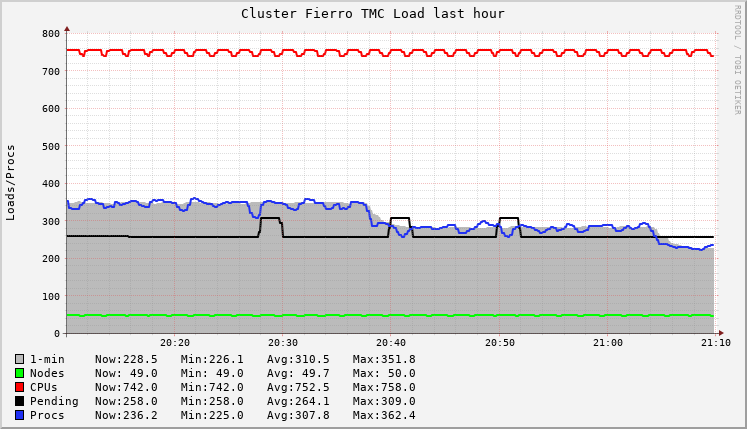 Cluster Fierro TMC Load last hour
RRDTOOL / TOBI OETIKER
Loads/Procs
800
700
600
500
400
300
200
100
0
20:20 20:30 20:40 20:50 21:00 21:10
1-min Now:228.5 Min:226.1 Avg:310.5 Max:351.8
Nodes Now: 49.0 Min: 49.0 Avg: 49.7 Max: 50.0
CPUs Now:742.0 Min:742.0 Avg:752.5 Max:758.0
Pending Now:258.0 Min:258.0 Avg:264.1 Max:309.0
Procs Now:236.2 Min:225.0 Avg:307.8 Max:362.4